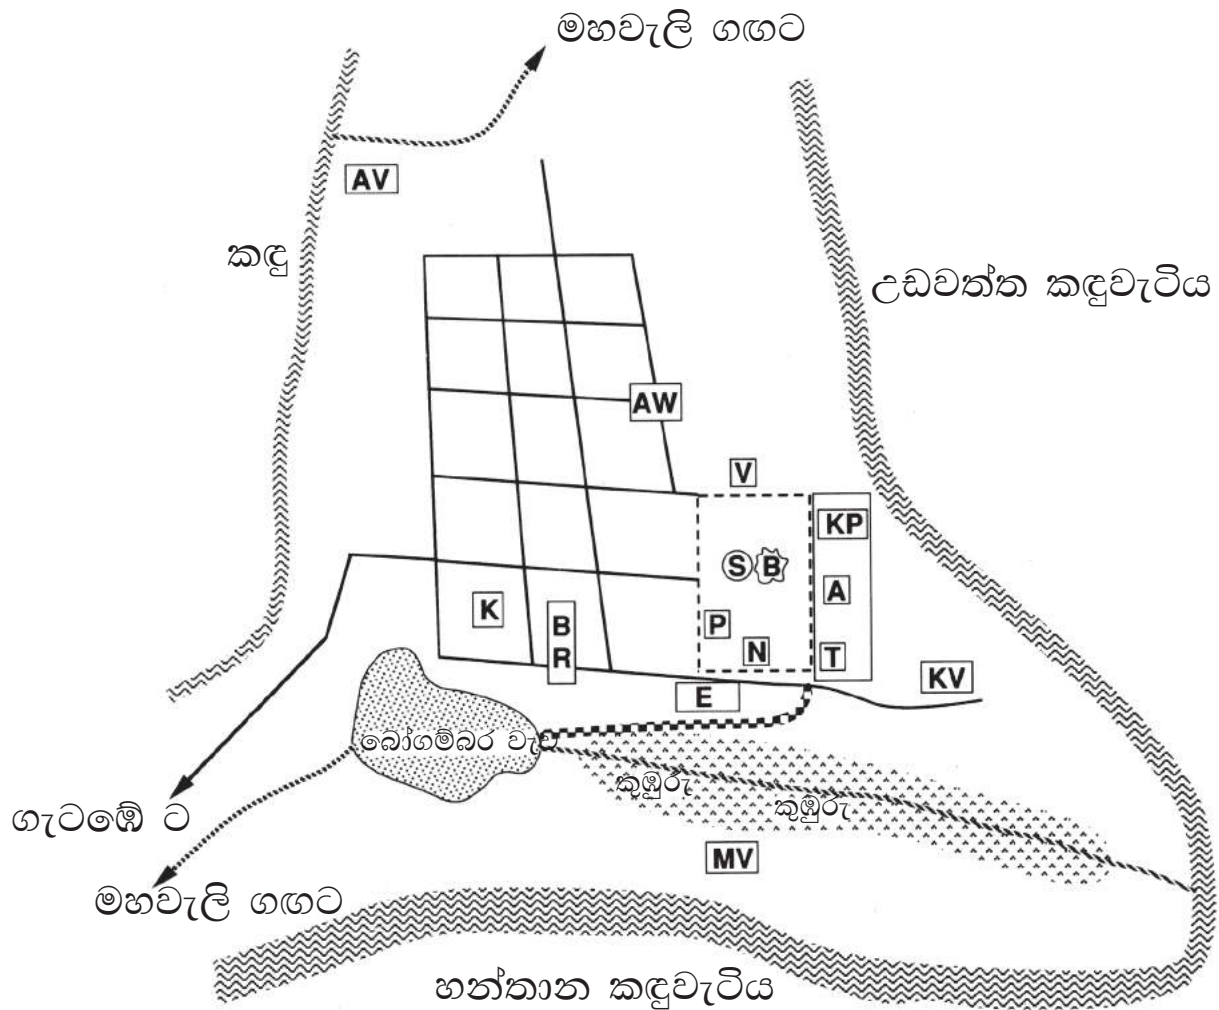 මහවැලි ගඟට
AV
කඳු
උඩවත්ත කඳුවැටිය
AW
V
KP
S B
A
K
B
R
P
N
T
KV
E
බෝගම්බර වැව
කුඹුරු
කුඹුරු
ගැටඹේ ට
MV
මහවැලි ගඟට
හන්තාන කඳුවැටිය